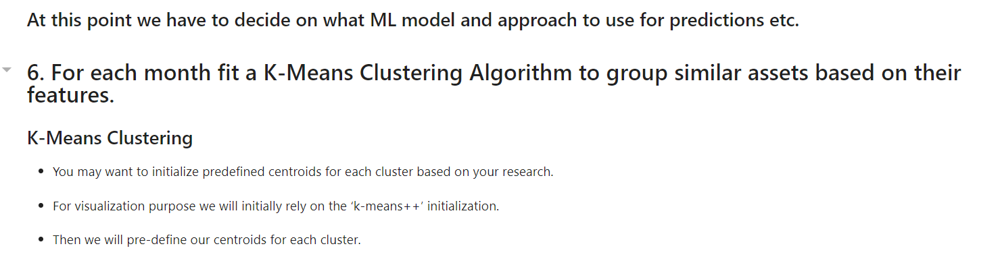 At this point we have to decide on what ML model and approach to use for predictions etc.
6. For each month fit a K-Means Clustering Algorithm to group similar assets based on their
features.
K-Means Clustering
• You may want to initialize predefined centroids for each cluster based on your research.
• For visualization purpose we will initially rely on the ‘k-means++’ initialization.
• Then we will pre-define our centroids for each cluster.